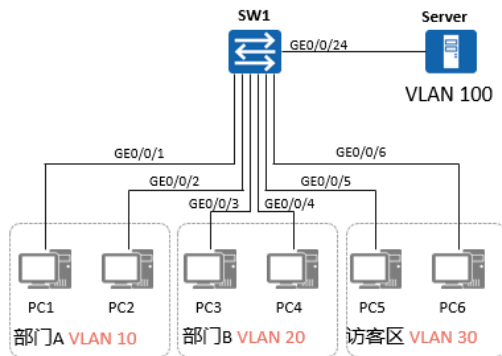 SW1
Server
GE0/0/24
VLAN 100
GE0/0/1
GE0/0/6
GE0/0/2
GE0/0/5
GE0/0/3
GE0/0/4
PC1
PC2
PC3
PC4
PC5
PC6
部门A VLAN 10
部门B VLAN 20
访客区 VLAN 30